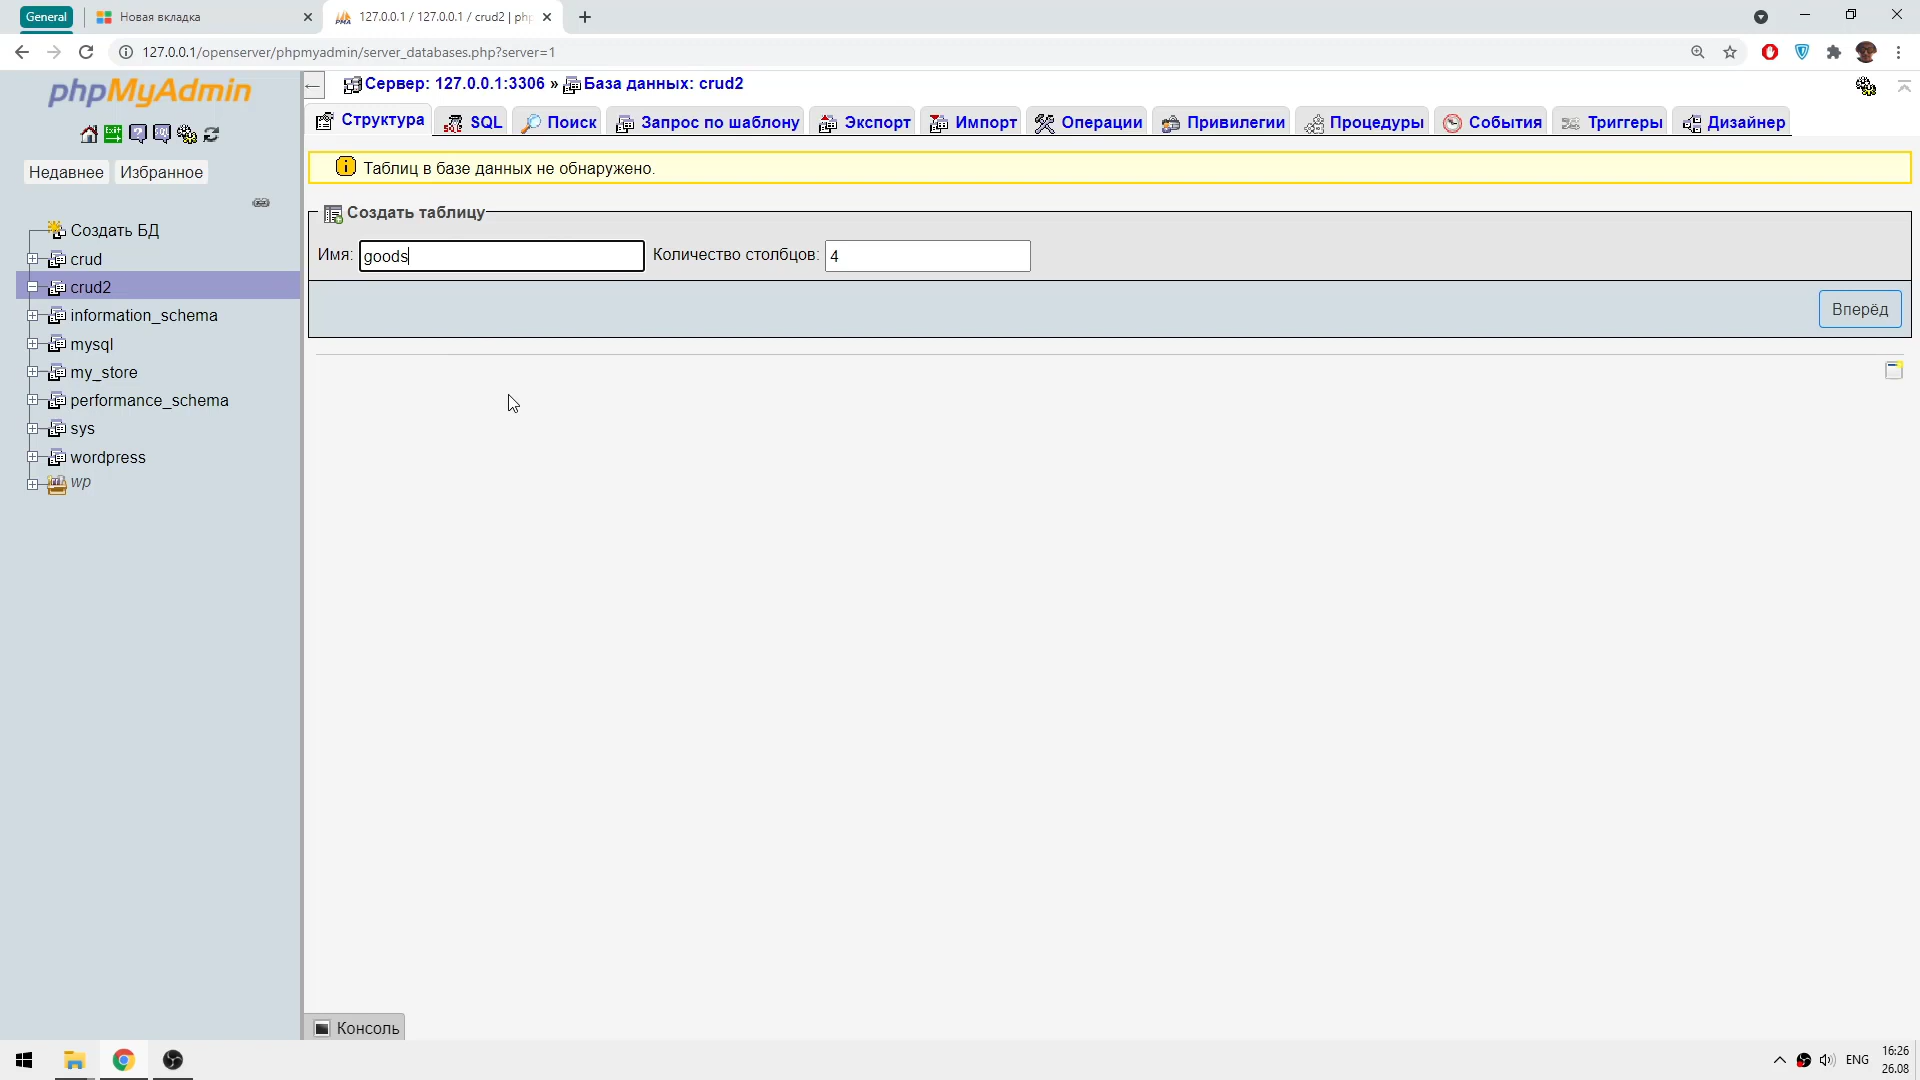 General
Новая вкладка
127.0.0.1 / 127.0.0.1 / crud2 | php
127.0.0.1/openserver/phpmyadmin/server_databases.php?server=1
phpMyAdmin
Недавнее
Избранное
Создать БД
crud
crud2
information_schema
mysql
my_store
performance_schema
sys
wordpress
wp
Сервер: 127.0.0.1:3306 » База данных: crud2
Структура
SQL
Поиск
Запрос по шаблону
Экспорт
Импорт
Операции
Привилегии
Процедуры
События
Триггеры
Дизайнер
Таблиц в базе данных не обнаружено.
Создать таблицу
Имя: goods Количество столбцов: 4
Вперёд
Консоль
ENG
16:26
26.08